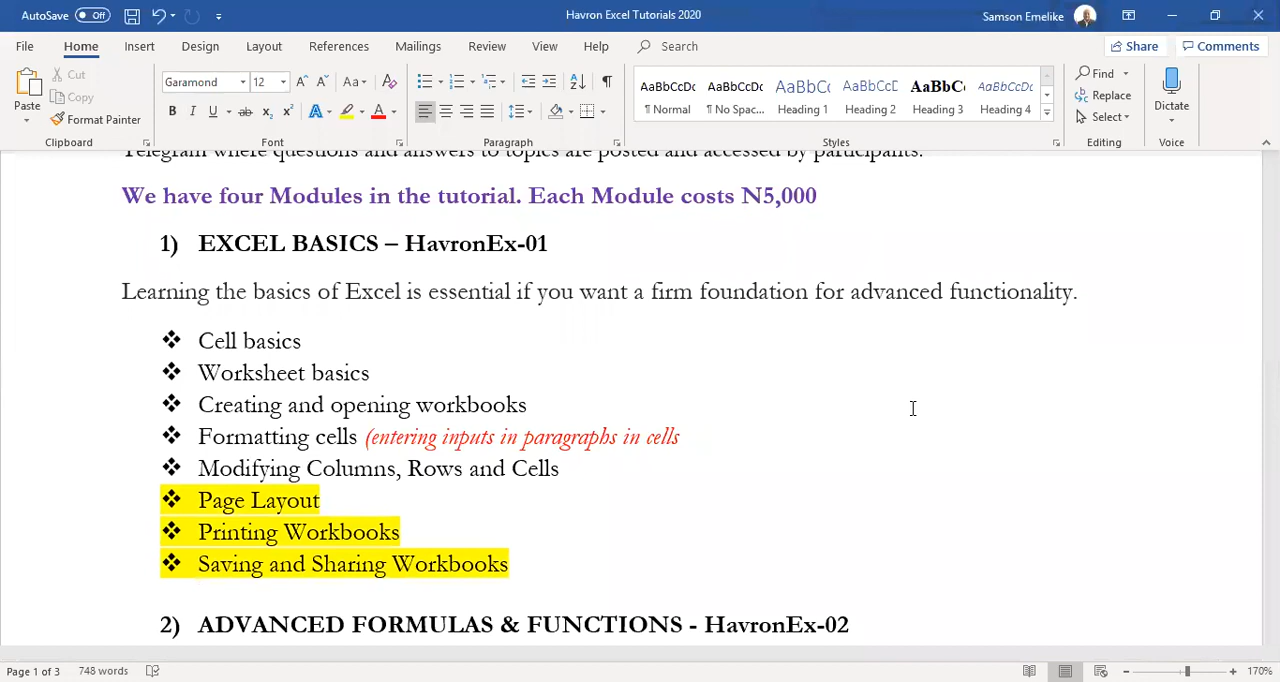 AutoSave Off Havron Excel Tutorials 2020 Samson Emelike
File Home Insert Design Layout References Mailings Review View Help Search Share Comments
Paste Cut Copy Format Painter
Garamond 12 Aa
B I U ab x₂ x² A A
AaBbCcDc AaBbCcDc AaBbC( AaBbCcD AaBbC( AaBbCcDc
¶ Normal ¶ No Spac... Heading 1 Heading 2 Heading 3 Heading 4
Find Replace Select
Dictate
Clipboard Font Paragraph Styles Editing Voice
Telegram where questions and answers to topics are posted and accessed by participants.
We have four Modules in the tutorial. Each Module costs N5,000
1) EXCEL BASICS – HavronEx-01
Learning the basics of Excel is essential if you want a firm foundation for advanced functionality.
❖ Cell basics
❖ Worksheet basics
❖ Creating and opening workbooks
❖ Formatting cells (entering inputs in paragraphs in cells
❖ Modifying Columns, Rows and Cells
❖ Page Layout
❖ Printing Workbooks
❖ Saving and Sharing Workbooks
2) ADVANCED FORMULAS & FUNCTIONS - HavronEx-02
Page 1 of 3 748 words 170%